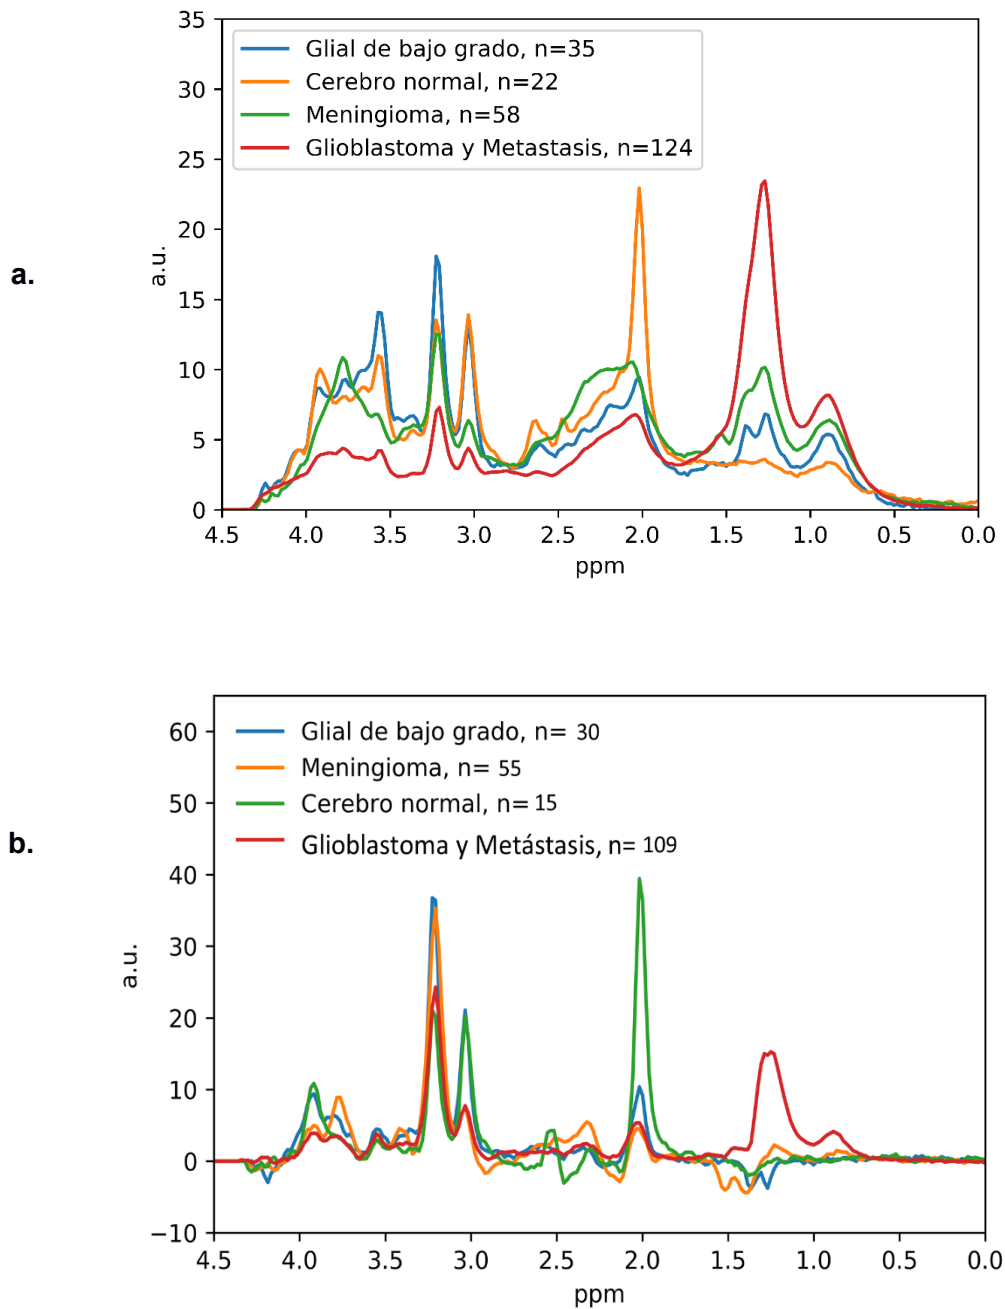 a.
35
30
25
20
15
10
5
0
a.u.
Glial de bajo grado, n=35
Cerebro normal, n=22
Meningioma, n=58
Glioblastoma y Metastasis, n=124
4.5 4.0 3.5 3.0 2.5 2.0 1.5 1.0 0.5 0.0
ppm
b.
60
50
40
30
20
10
0
−10
a.u.
Glial de bajo grado, n= 30
Meningioma, n= 55
Cerebro normal, n= 15
Glioblastoma y Metástasis, n= 109
4.5 4.0 3.5 3.0 2.5 2.0 1.5 1.0 0.5 0.0
ppm